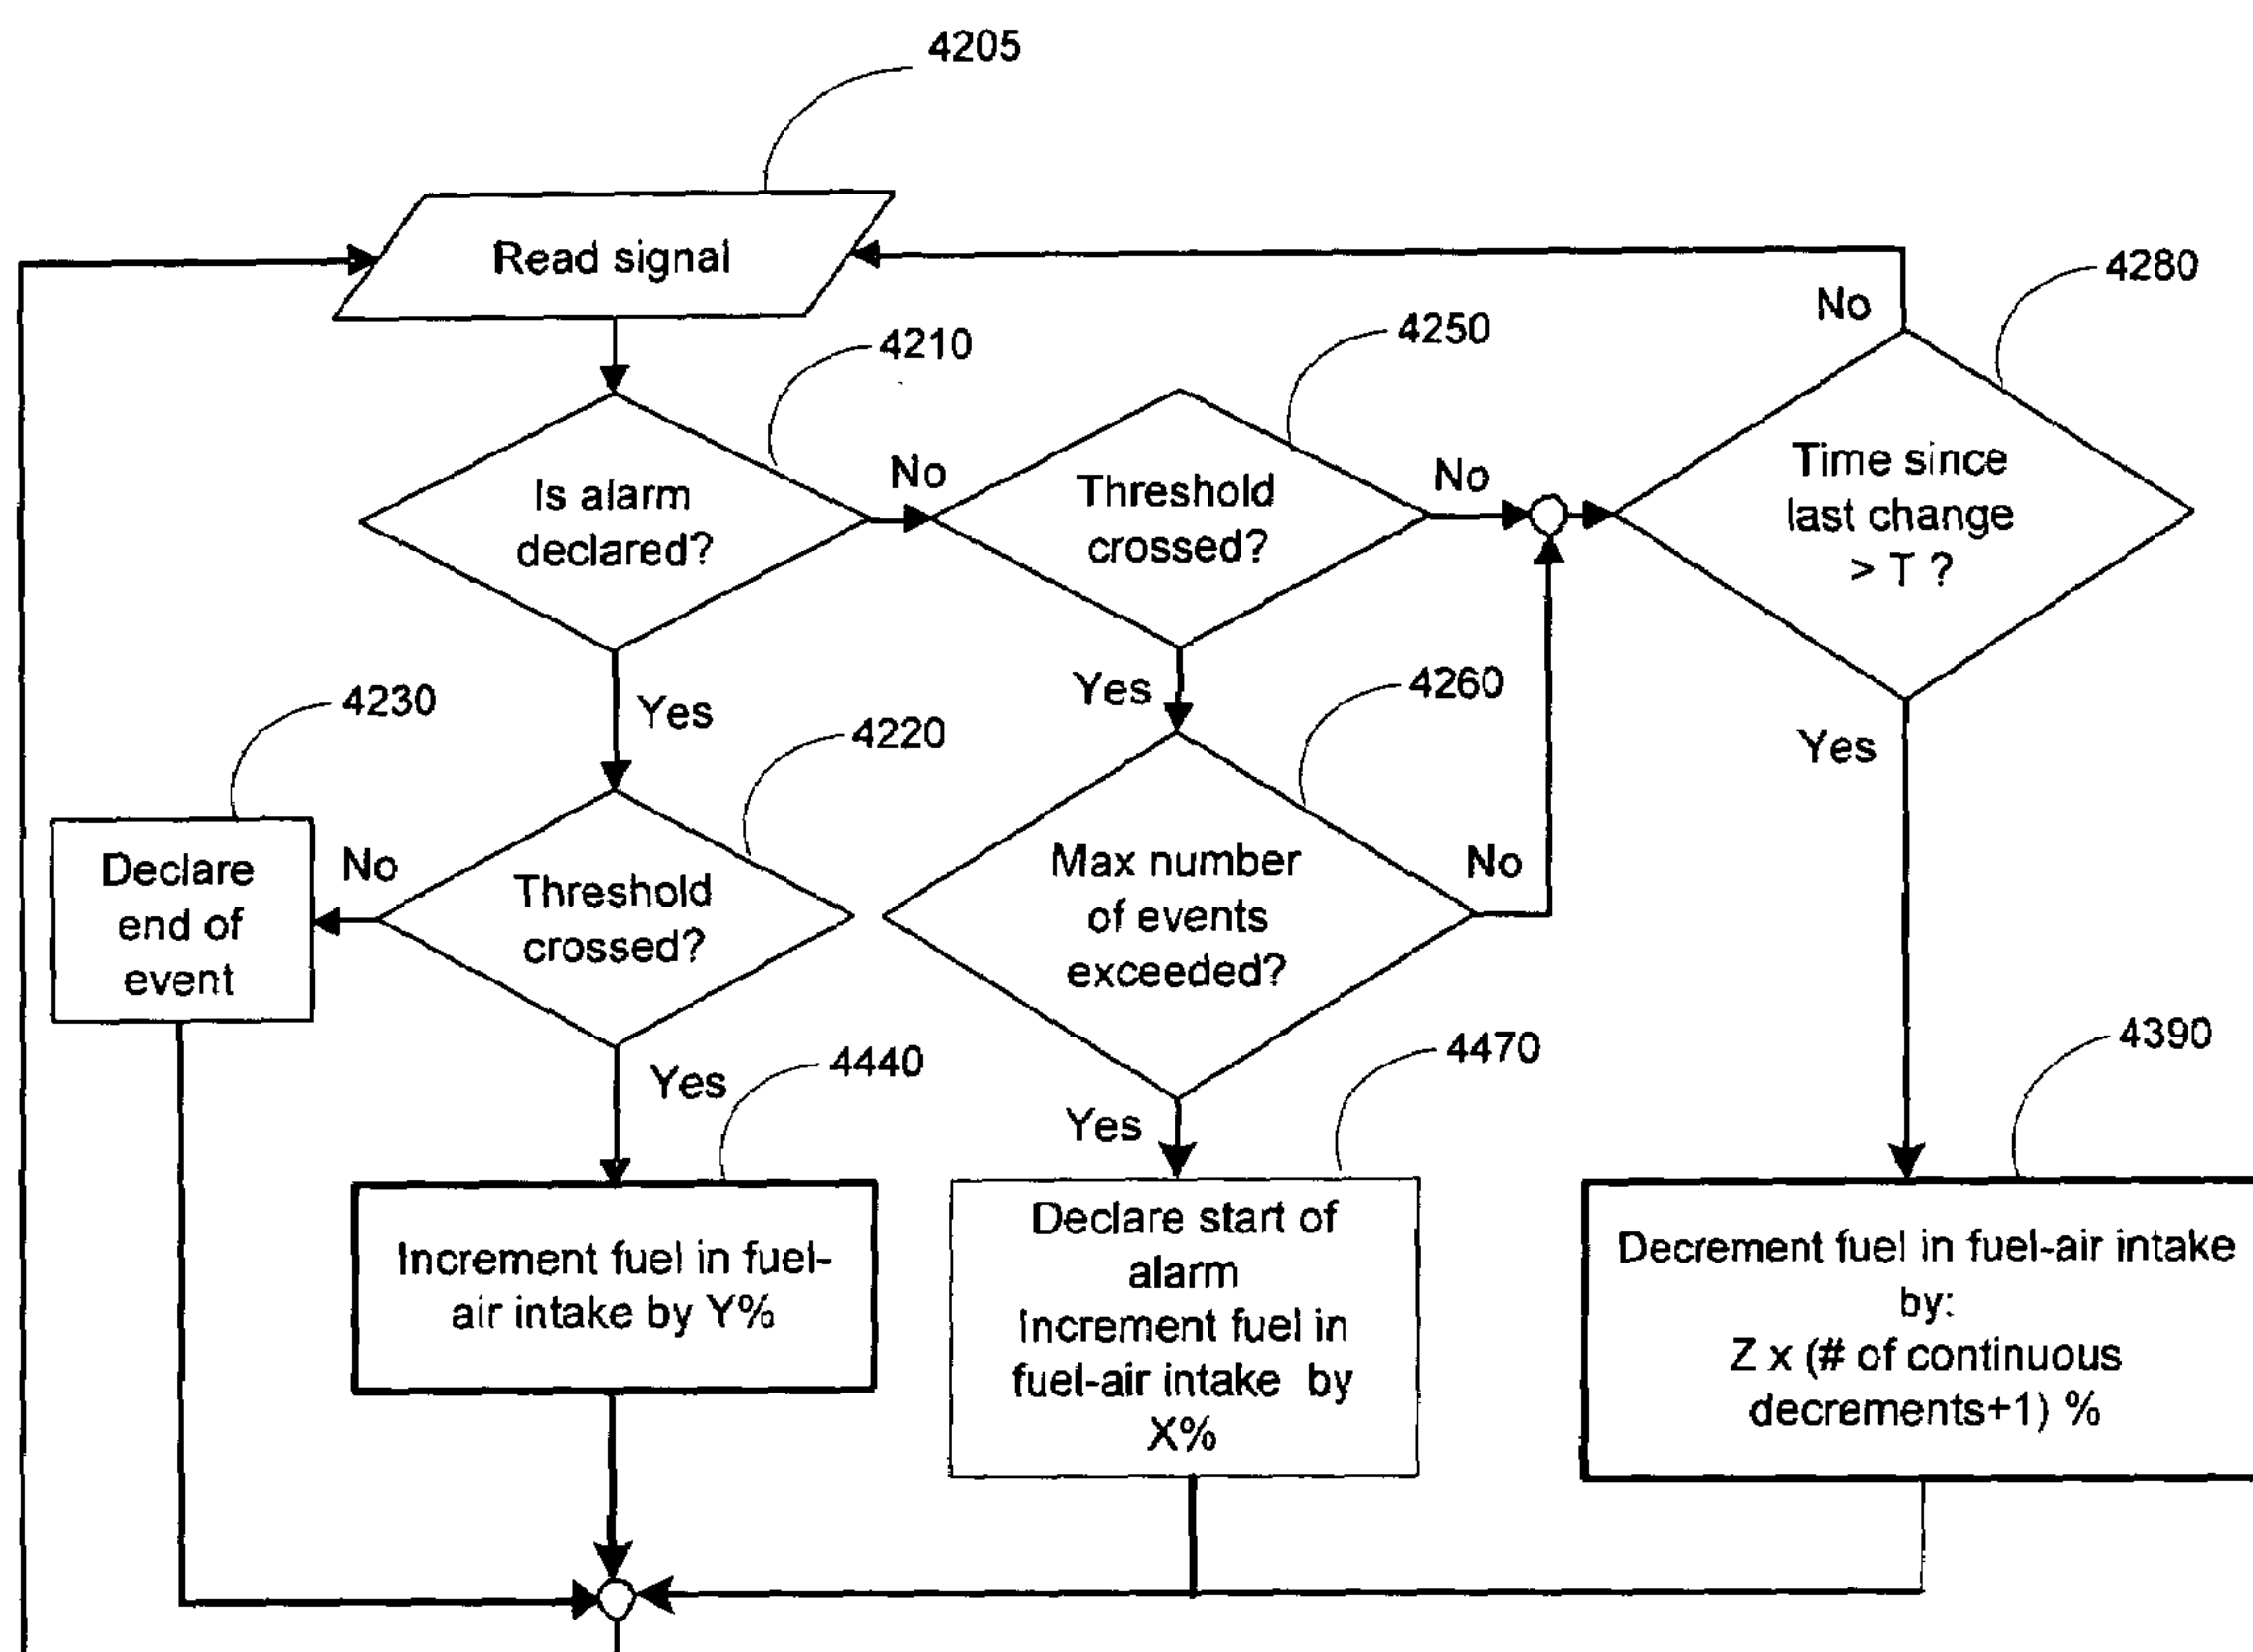 4205
Read signal
4210
4250
4280
No
Is alarm
declared?
No
Threshold
crossed?
No
Time since
last change
> T ?
Yes
Yes
Yes
4230
4220
4260
Declare
end of
event
No
Threshold
crossed?
Max number
of events
exceeded?
No
Yes
4440
Yes
4470
4390
Increment fuel in fuel-
air intake by Y%
Declare start of
alarm
Increment fuel in
fuel-air intake by
X%
Decrement fuel in fuel-air intake
by:
Z x (# of continuous
decrements+1) %